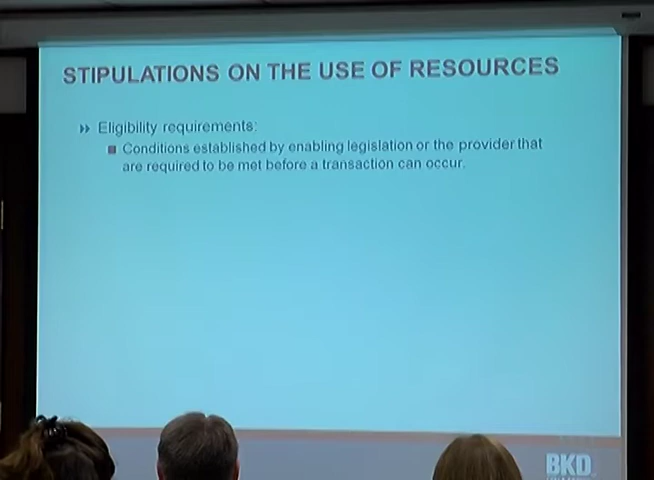 STIPULATIONS ON THE USE OF RESOURCES
Eligibility requirements:
Conditions established by enabling legislation or the provider that
are required to be met before a transaction can occur.
BKD